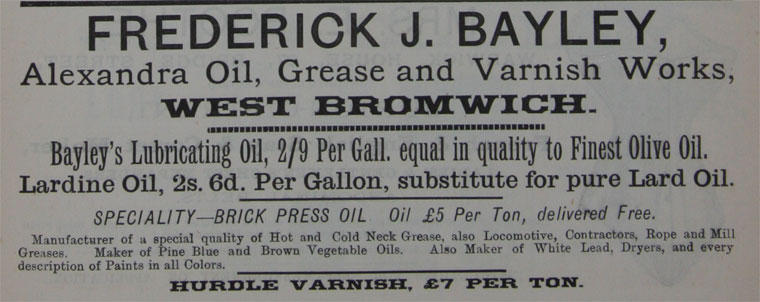 FREDERICK J. BAYLEY,
Alexandra Oil, Grease and Varnish Works,
WEST BROMWICH.
Bayley's Lubricating Oil, 2/9 Per Gall. equal in quality to Finest Olive Oil.
Lardine Oil, 2s. 6d. Per Gallon, substitute for pure Lard Oil.
SPECIALITY—BRICK PRESS OIL Oil £5 Per Ton, delivered Free.
Manufacturer of a special quality of Hot and Cold Neck Grease, also Locomotive, Contractors, Rope and Mill
Greases. Maker of Pine Blue and Brown Vegetable Oils. Also Maker of White Lead, Dryers, and every
description of Paints in all Colors.
HURDLE VARNISH, £7 PER TON.